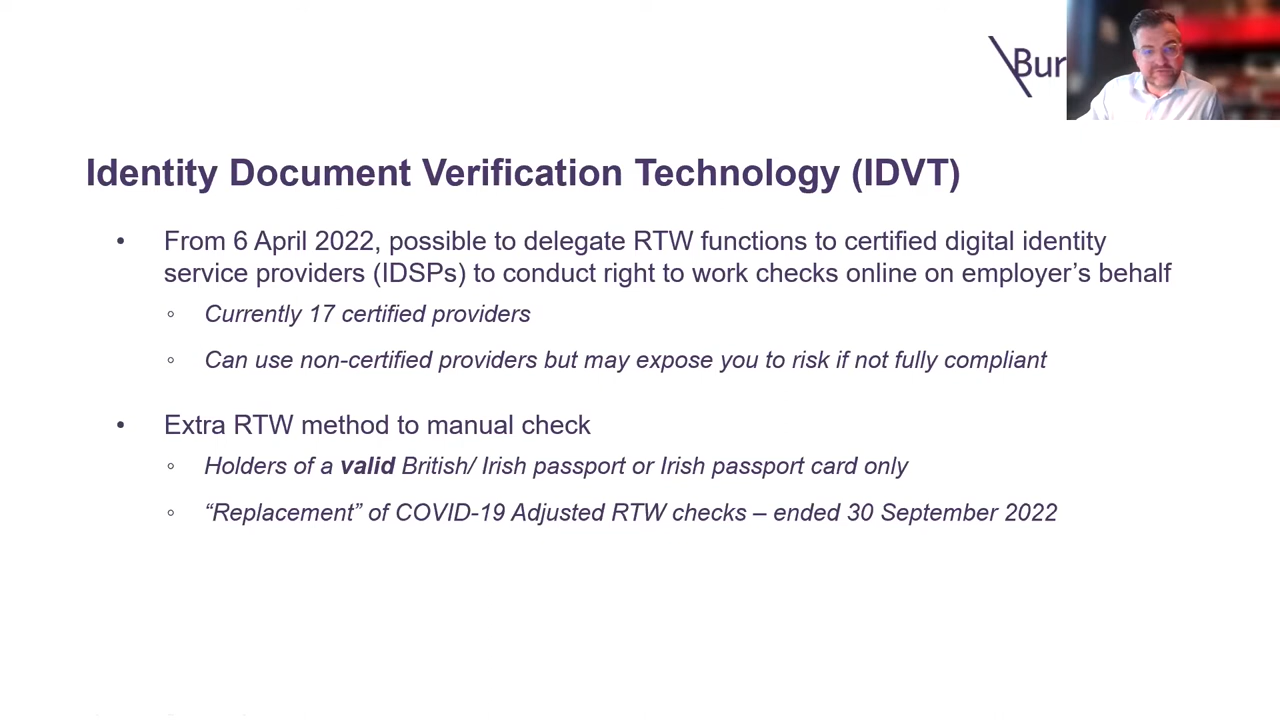 Bur
Identity Document Verification Technology (IDVT)
• From 6 April 2022, possible to delegate RTW functions to certified digital identity
service providers (IDSPs) to conduct right to work checks online on employer’s behalf
◦ Currently 17 certified providers
◦ Can use non-certified providers but may expose you to risk if not fully compliant
• Extra RTW method to manual check
◦ Holders of a valid British/ Irish passport or Irish passport card only
◦ “Replacement” of COVID-19 Adjusted RTW checks – ended 30 September 2022